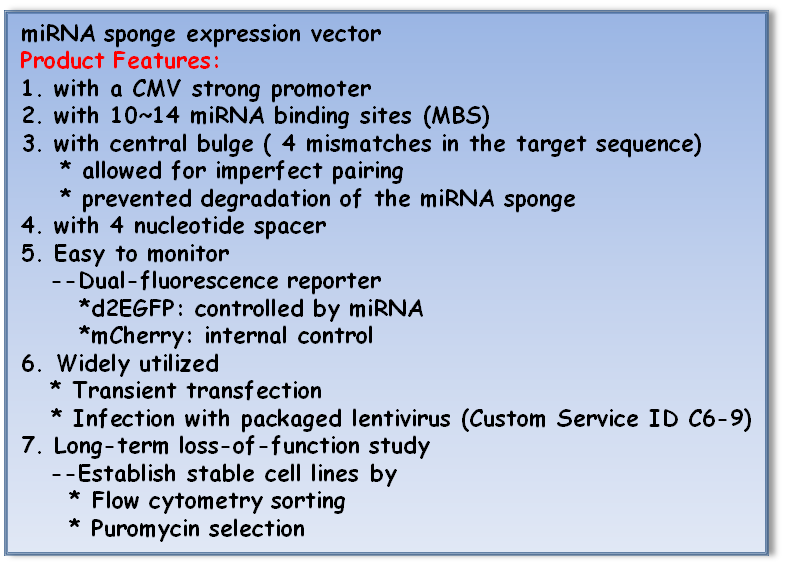 miRNA sponge expression vector
Product Features:
1. with a CMV strong promoter
2. with 10~14 miRNA binding sites (MBS)
3. with central bulge ( 4 mismatches in the target sequence)
* allowed for imperfect pairing
* prevented degradation of the miRNA sponge
4. with 4 nucleotide spacer
5. Easy to monitor
--Dual-fluorescence reporter
*d2EGFP: controlled by miRNA
*mCherry: internal control
6. Widely utilized
* Transient transfection
* Infection with packaged lentivirus (Custom Service ID C6-9)
7. Long-term loss-of-function study
--Establish stable cell lines by
* Flow cytometry sorting
* Puromycin selection